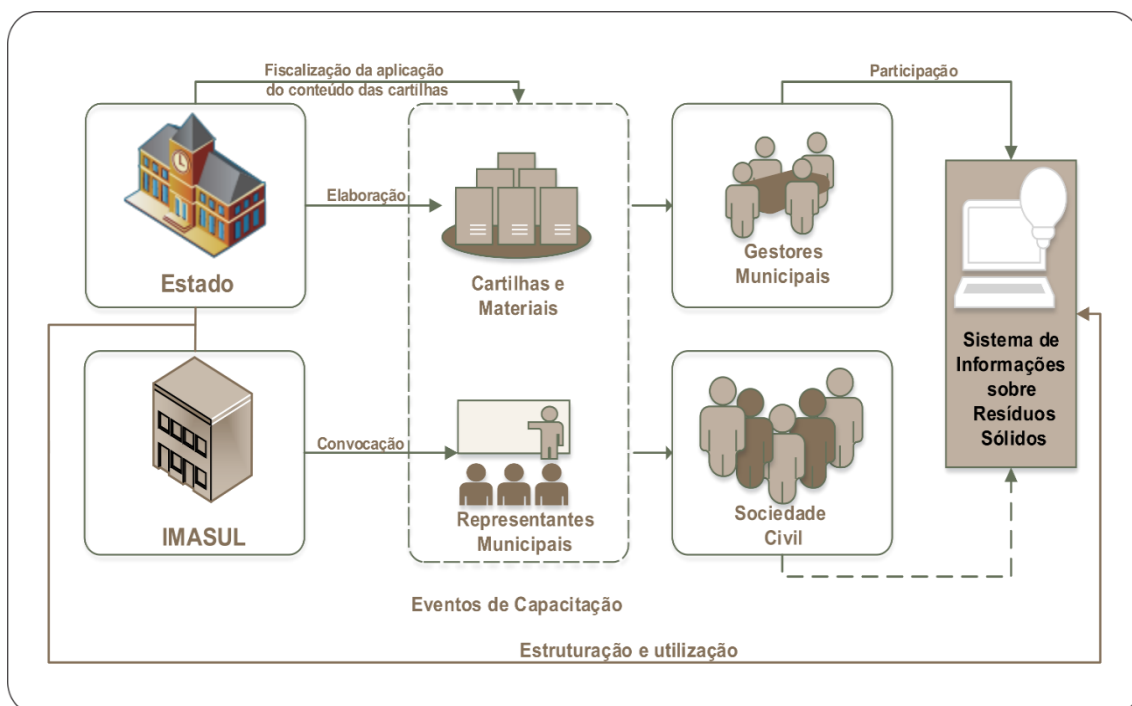 Fiscalização da aplicação
do conteúdo das cartilhas
Participação
Elaboração
Estado
Cartilhas e
Materiais
Gestores
Municipais
Sistema de
Informações
sobre
Resíduos
Sólidos
Convocação
IMASUL
Representantes
Municipais
Sociedade
Civil
Eventos de Capacitação
Estruturação e utilização